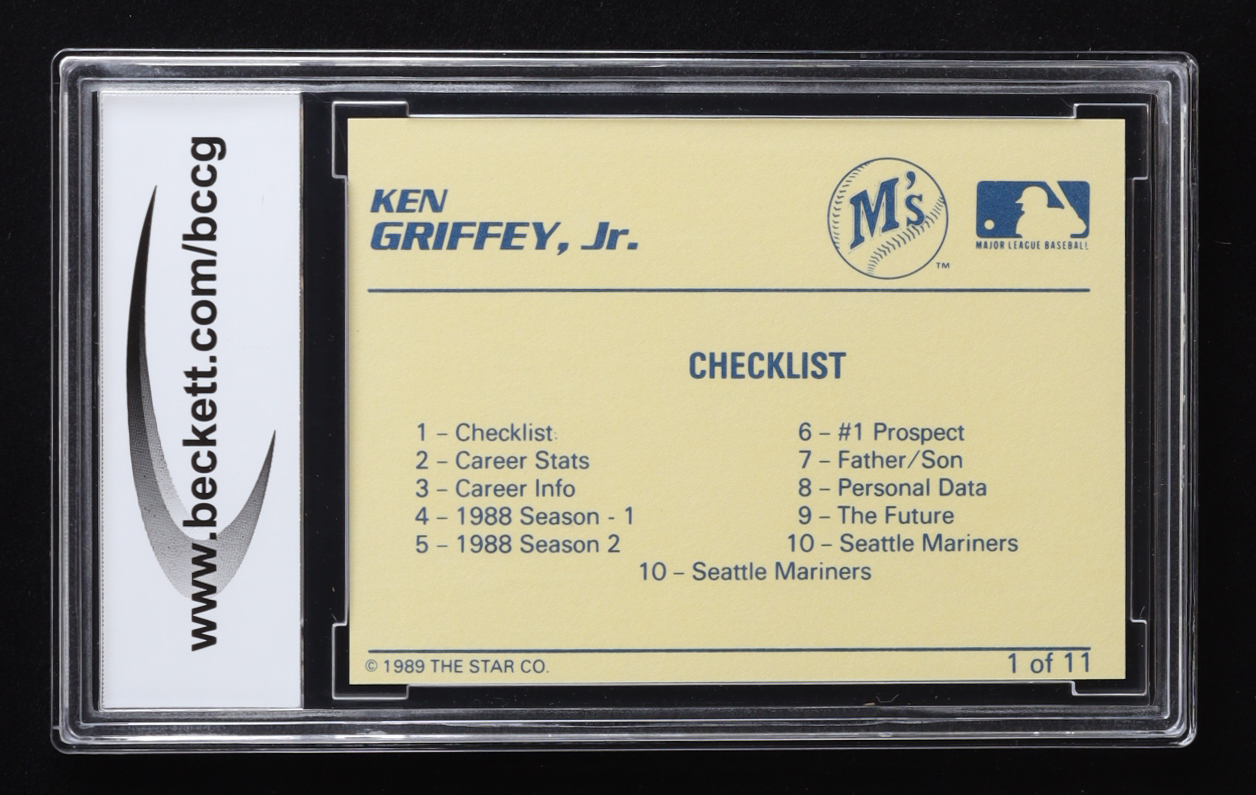 www.beckett.com/bccg
KEN
GRIFFEY, Jr.
M's
TM
MAJOR LEAGUE BASEBALL
CHECKLIST
1 – Checklist
2 – Career Stats
3 – Career Info
4 – 1988 Season - 1
5 – 1988 Season 2
6 – #1 Prospect
7 – Father/Son
8 – Personal Data
9 – The Future
10 – Seattle Mariners
10 – Seattle Mariners
© 1989 THE STAR CO.
1 of 11